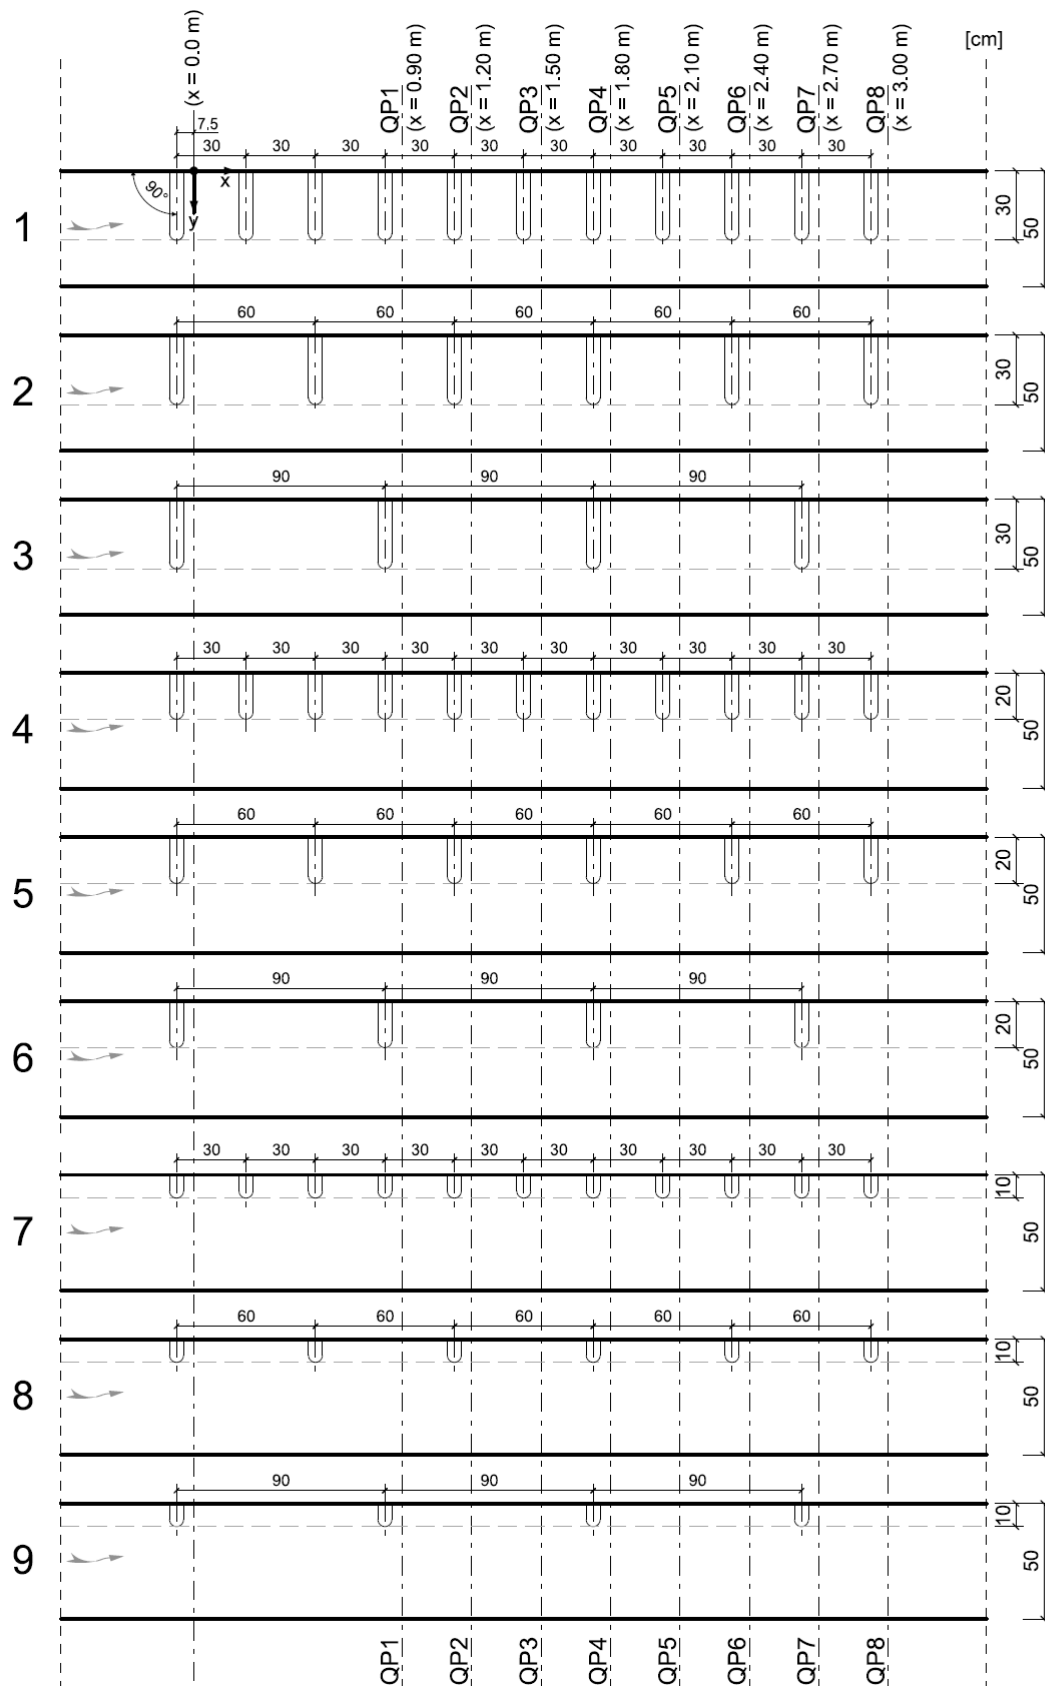 [cm]
(x = 0.0 m)
QP1
(x = 0.90 m)
QP2
(x = 1.20 m)
QP3
(x = 1.50 m)
QP4
(x = 1.80 m)
QP5
(x = 2.10 m)
QP6
(x = 2.40 m)
QP7
(x = 2.70 m)
QP8
(x = 3.00 m)
7,5
30 30 30 30 30 30 30 30 30 30
x
90°
y
1
30
50
60 60 60 60 60
2
30
50
90 90 90
3
30
50
30 30 30 30 30 30 30 30 30 30
4
20
50
60 60 60 60 60
5
20
50
90 90 90
6
20
50
30 30 30 30 30 30 30 30 30 30
7
10
50
60 60 60 60 60
8
10
50
90 90 90
9
10
50
QP1 QP2 QP3 QP4 QP5 QP6 QP7 QP8